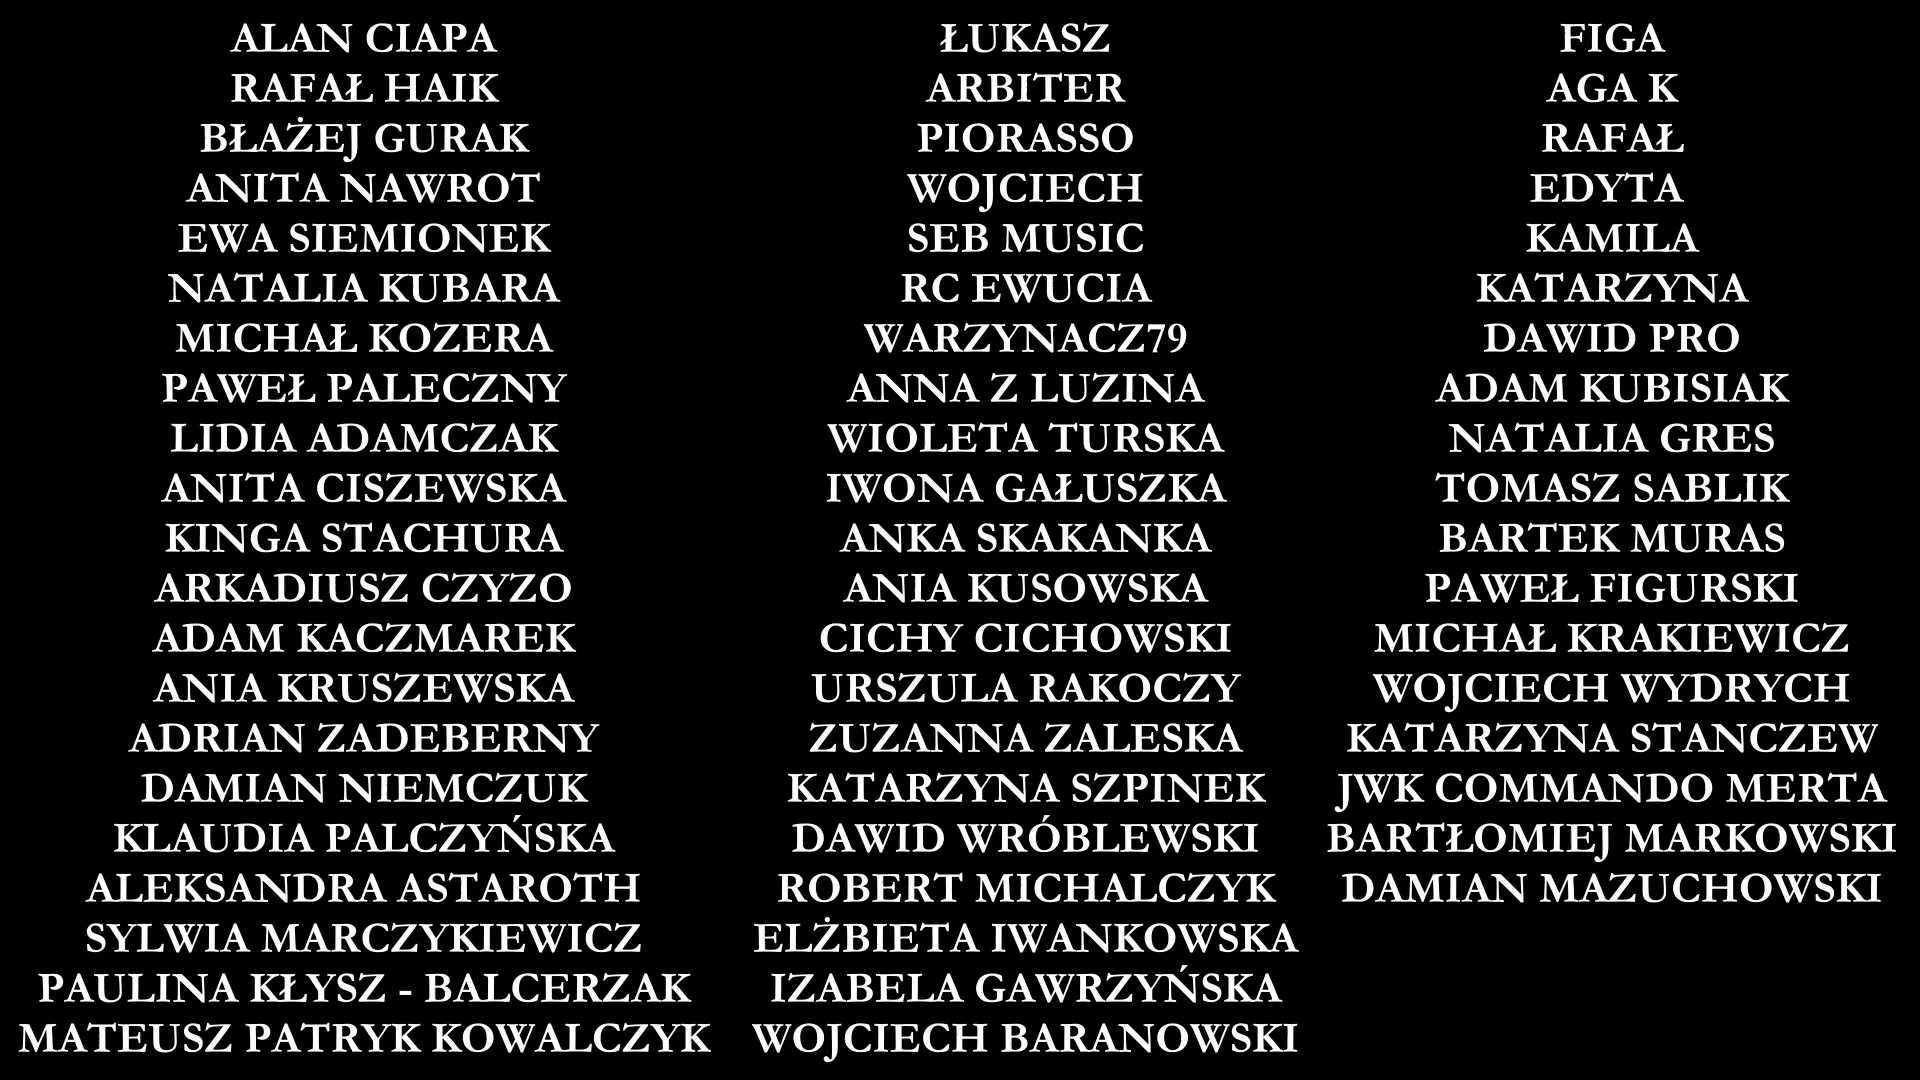 ALAN CIAPA
RAFAŁ HAIK
BŁAŻEJ GURAK
ANITA NAWROT
EWA SIEMIONEK
NATALIA KUBARA
MICHAŁ KOZERA
PAWEŁ PALECZNY
LIDIA ADAMCZAK
ANITA CISZEWSKA
KINGA STACHURA
ARKADIUSZ CZYZO
ADAM KACZMAREK
ANIA KRUSZEWSKA
ADRIAN ZADEBERNY
DAMIAN NIEMCZUK
KLAUDIA PALCZYŃSKA
ALEKSANDRA ASTAROTH
SYLWIA MARCZYKIEWICZ
PAULINA KŁYSZ - BALCERZAK
MATEUSZ PATRYK KOWALCZYK
ŁUKASZ
ARBITER
PIORASSO
WOJCIECH
SEB MUSIC
RC EWUCIA
WARZYNACZ79
ANNA Z LUZINA
WIOLETA TURSKA
IWONA GAŁUSZKA
ANKA SKAKANKA
ANIA KUSOWSKA
CICHY CICHOWSKI
URSZULA RAKOCZY
ZUZANNA ZALESKA
KATARZYNA SZPINEK
DAWID WRÓBLEWSKI
ROBERT MICHALCZYK
ELŻBIETA IWANKOWSKA
IZABELA GAWRZYŃSKA
WOJCIECH BARANOWSKI
FIGA
AGA K
RAFAŁ
EDYTA
KAMILA
KATARZYNA
DAWID PRO
ADAM KUBISIAK
NATALIA GRES
TOMASZ SABLIK
BARTEK MURAS
PAWEŁ FIGURSKI
MICHAŁ KRAKIEWICZ
WOJCIECH WYDRYCH
KATARZYNA STANCZEW
JWK COMMANDO MERTA
BARTŁOMIEJ MARKOWSKI
DAMIAN MAZUCHOWSKI